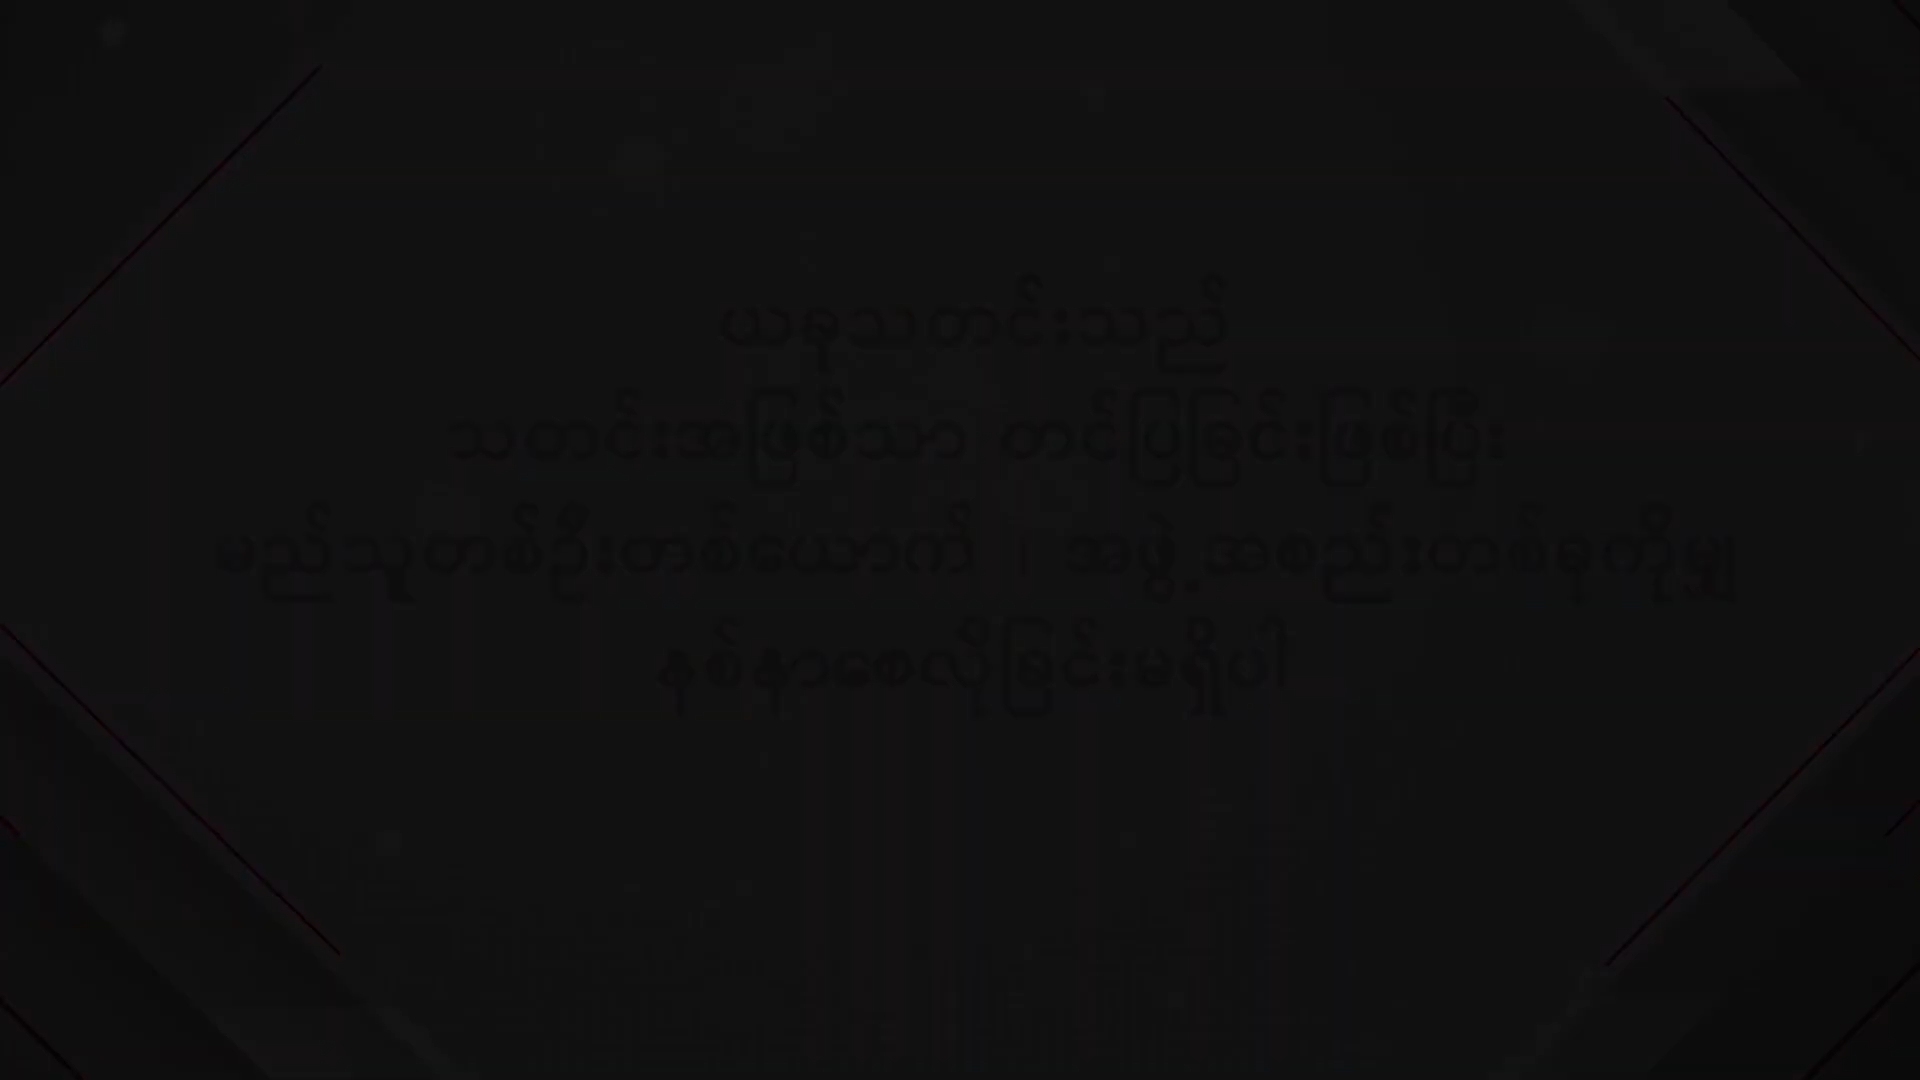 ယခုသတင်းသည်
သတင်းအဖြစ်သာ တင်ပြခြင်းဖြစ်ပြီး
မည်သူတစ်ဦးတစ်ယောက် ၊ အဖွဲ့အစည်းတစ်ခုကိုမျှ
နစ်နာစေလိုခြင်းမရှိပါ